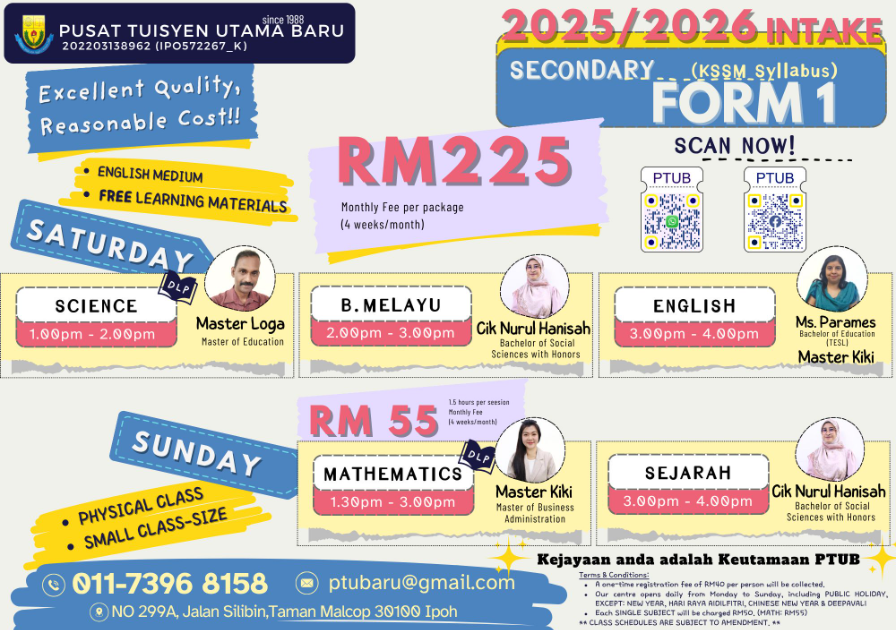 since 1988
PUSAT TUISYEN UTAMA BARU
202203138962 (IPO572267_K)
2025/2026 INTAKE
SECONDARY (KSSM Syllabus)
FORM 1
Excellent Quality,
Reasonable Cost!!
• ENGLISH MEDIUM
• FREE LEARNING MATERIALS
RM225
Monthly Fee per package
(4 weeks/month)
SCAN NOW!
PTUB
PTUB
SATURDAY
DLP
SCIENCE
1.00pm - 2.00pm
Master Loga
Master of Education
B.MELAYU
2.00pm - 3.00pm
Cik Nurul Hanisah
Bachelor of Social
Sciences with Honors
ENGLISH
3.00pm - 4.00pm
Ms. Parames
Bachelor of Education
(TESL)
Master Kiki
SUNDAY
RM 55
1.5 hours per seesion
Monthly Fee
(4 weeks/month)
DLP
MATHEMATICS
1.30pm - 3.00pm
Master Kiki
Master of Business
Administration
SEJARAH
3.00pm - 4.00pm
Cik Nurul Hanisah
Bachelor of Social
Sciences with Honors
• PHYSICAL CLASS
• SMALL CLASS-SIZE
Kejayaan anda adalah Keutamaan PTUB
011-7396 8158
ptubaru@gmail.com
NO 299A, Jalan Silibin,Taman Malcop 30100 Ipoh
Terms & Conditions:
• A one-time registration fee of RM40 per person will be collected.
• Our centre opens daily from Monday to Sunday, including PUBLIC HOLIDAY,
EXCEPT: NEW YEAR, HARI RAYA AIDILFITRI, CHINESE NEW YEAR & DEEPAVALI
• Each SINGLE SUBJECT will be charged RM50. (MATH: RM55)
** CLASS SCHEDULES ARE SUBJECT TO AMENDMENT. **